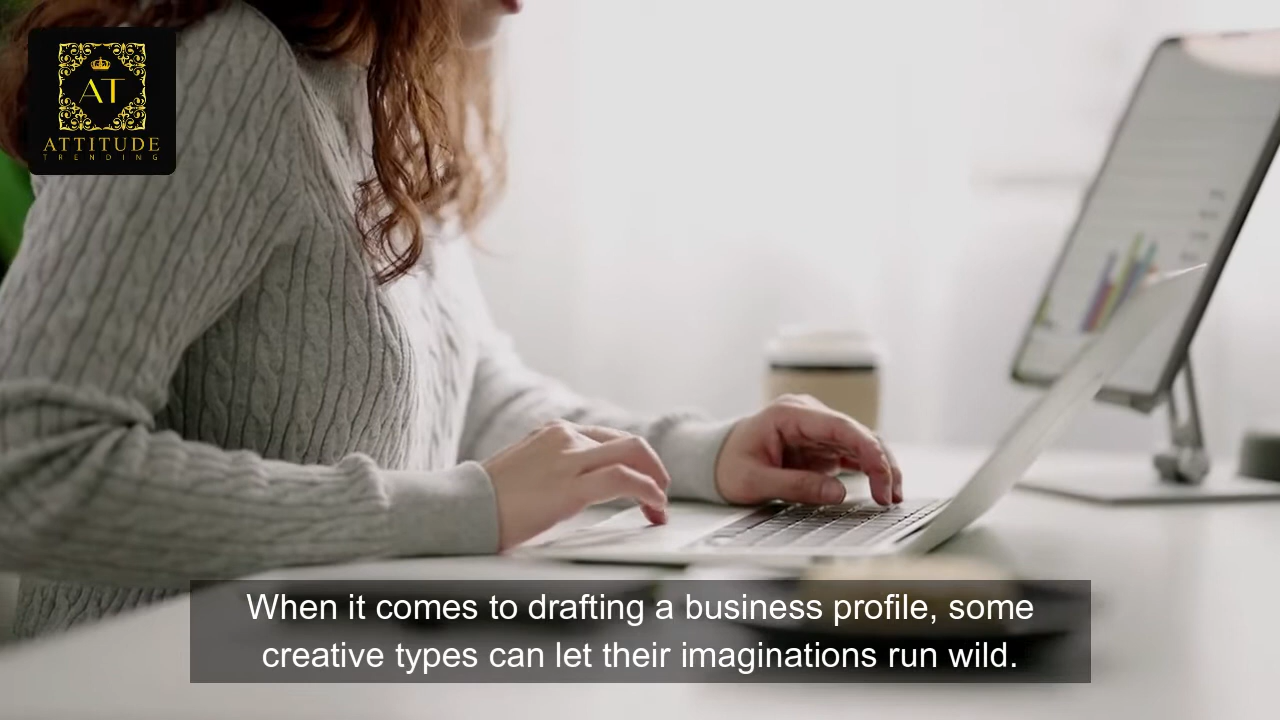 AT
ATTITUDE
TRENDING
When it comes to drafting a business profile, some
creative types can let their imaginations run wild.